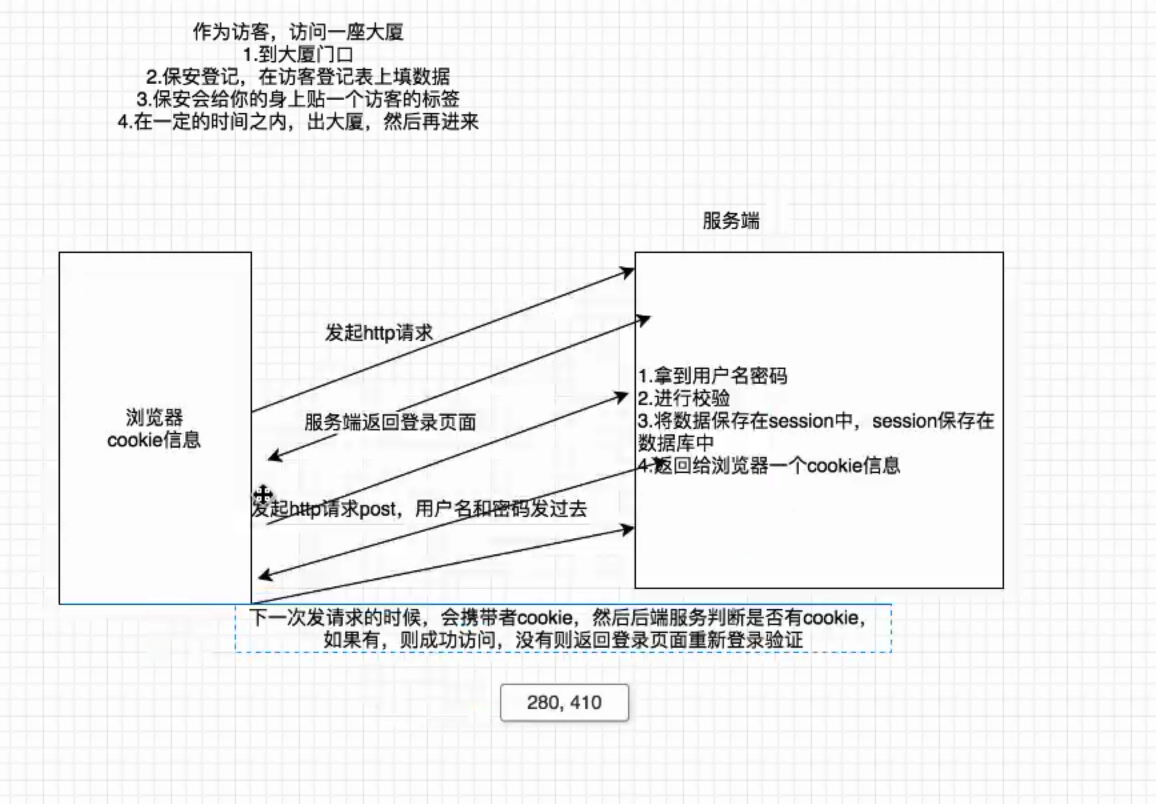 作为访客，访问一座大厦
1.到大厦门口
2.保安登记，在访客登记表上填数据
3.保安会给你的身上贴一个访客的标签
4.在一定的时间之内，出大厦，然后再进来
服务端
发起http请求
服务端返回登录页面
浏览器
cookie信息
1.拿到用户名密码
2.进行校验
3.将数据保存在session中，session保存在
数据库中
4.返回给浏览器一个cookie信息
发起http请求post，用户名和密码发过去
下一次发请求的时候，会携带者cookie，然后后端服务判断是否有cookie，
如果有，则成功访问，没有则返回登录页面重新登录验证
280, 410